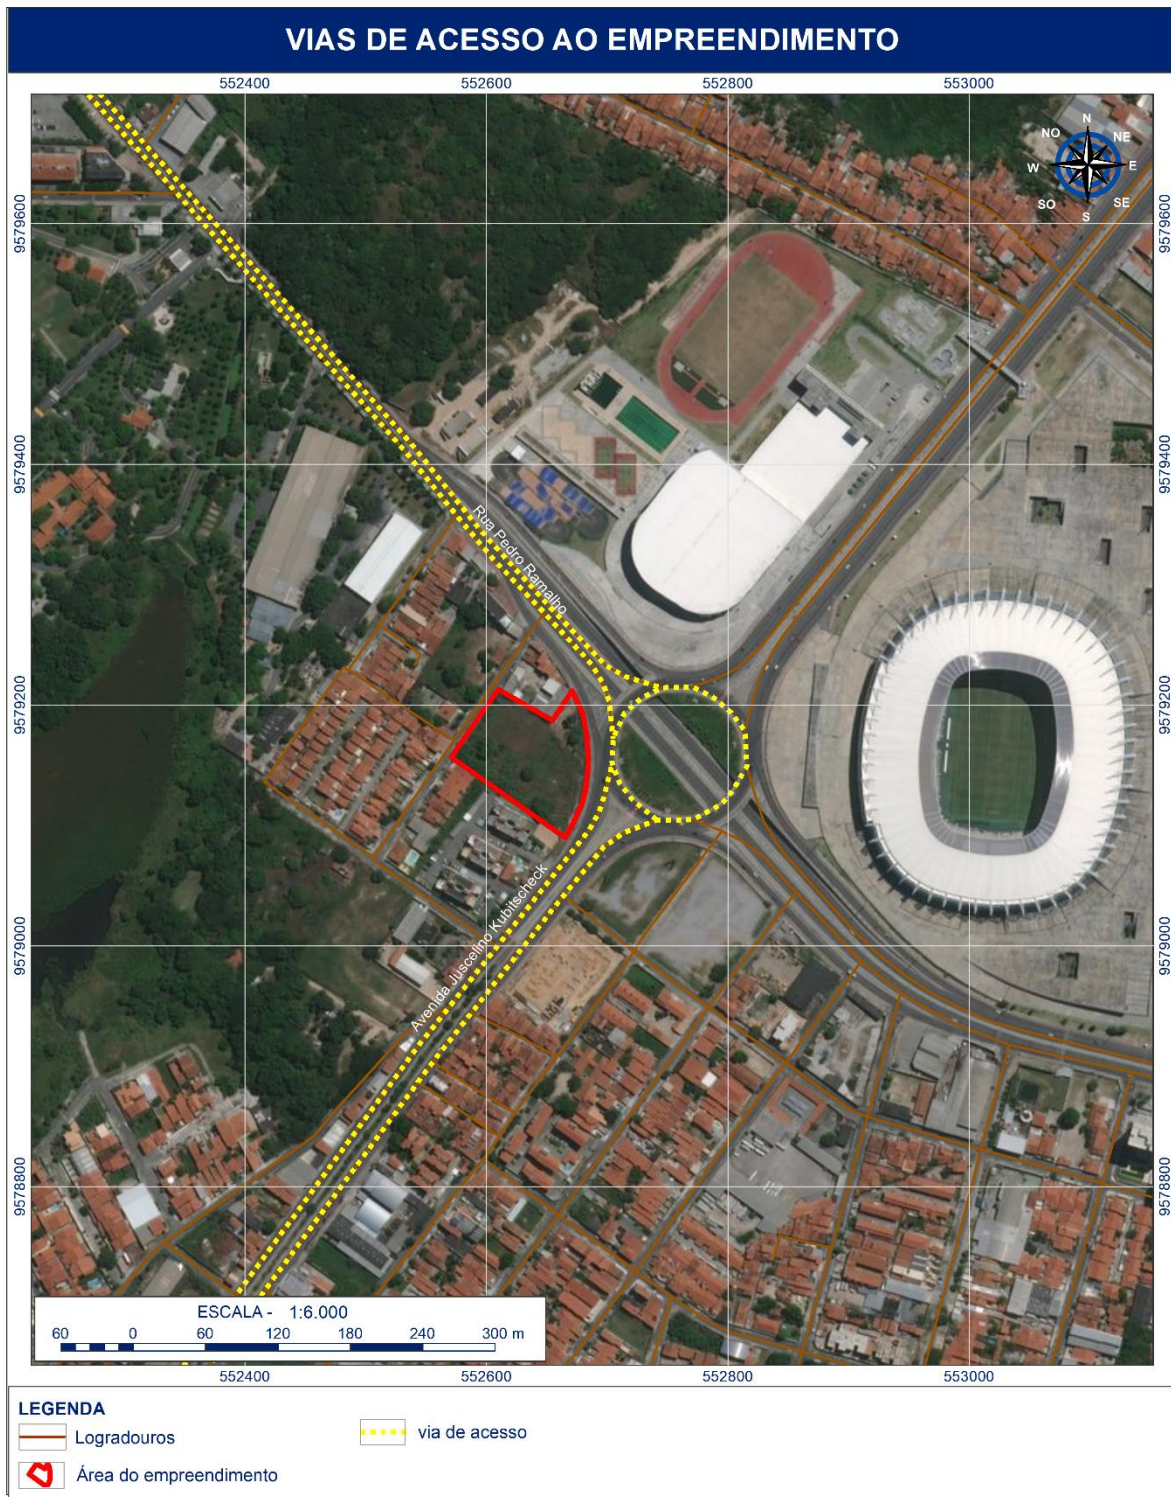 VIAS DE ACESSO AO EMPREENDIMENTO
552400 552600 552800 553000
N
NO NE
W E
SO SE
S
9579600 9579600
9579400 9579400
Rua Pedro Ramalho
9579200 9579200
Avenida Juscelino Kubitscheck
9579000 9579000
9578800 9578800
ESCALA - 1:6.000
60 0 60 120 180 240 300 m
552400 552600 552800 553000
LEGENDA
Logradouros
via de acesso
Área do empreendimento